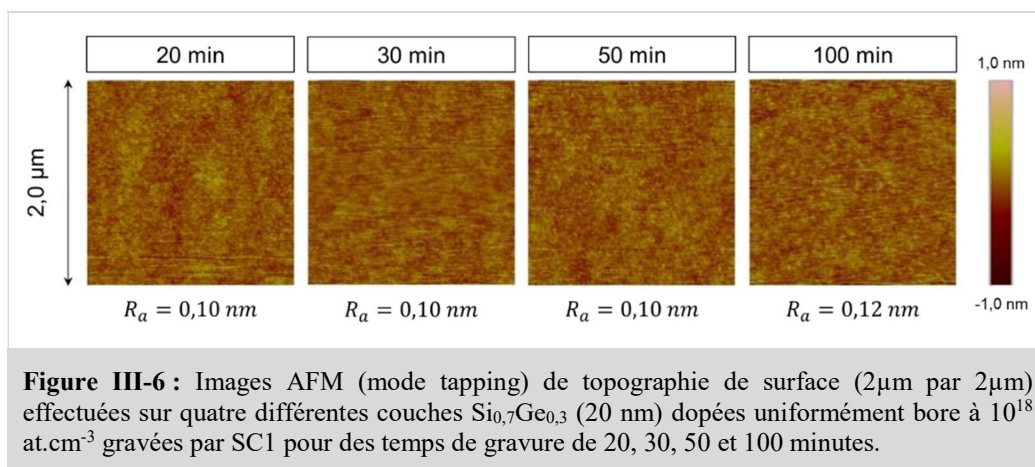 20 min 30 min 50 min 100 min
1,0 nm
2,0 µm
-1,0 nm
R_a = 0,10 nm R_a = 0,10 nm R_a = 0,10 nm R_a = 0,12 nm
Figure III-6 : Images AFM (mode tapping) de topographie de surface (2µm par 2µm)
effectuées sur quatre différentes couches Si0,7Ge0,3 (20 nm) dopées uniformément bore à 10^18
at.cm^-3 gravées par SC1 pour des temps de gravure de 20, 30, 50 et 100 minutes.